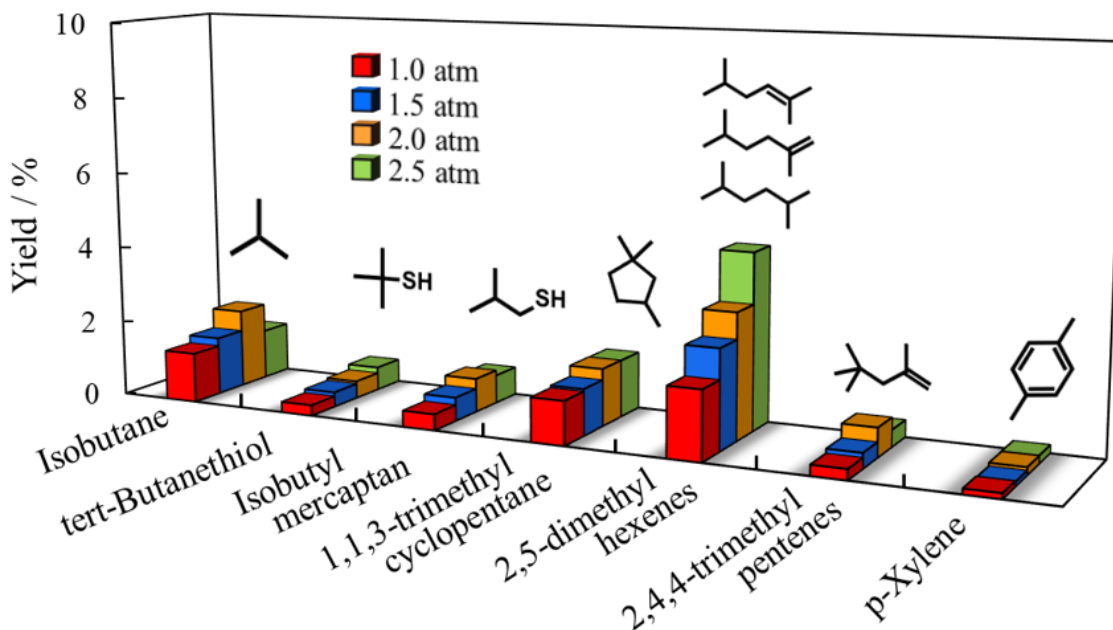 10
8
6
4
2
0
Yield / %
1.0 atm
1.5 atm
2.0 atm
2.5 atm
SH
SH
Isobutane
tert-Butanethiol
Isobutyl
mercaptan
1,1,3-trimethyl
cyclopentane
2,5-dimethyl
hexenes
2,4,4-trimethyl
pentenes
p-Xylene